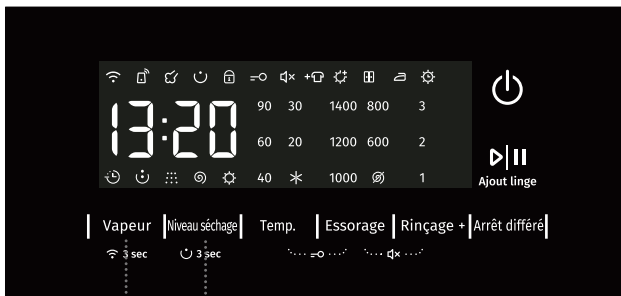 90 30 1400 800 3
13:20
60 20 1200 600 2
40 1000 1
Ajout linge
Vapeur Niveau séchage Temp. Essorage Rinçage + Arrêt différé
3 sec 3 sec